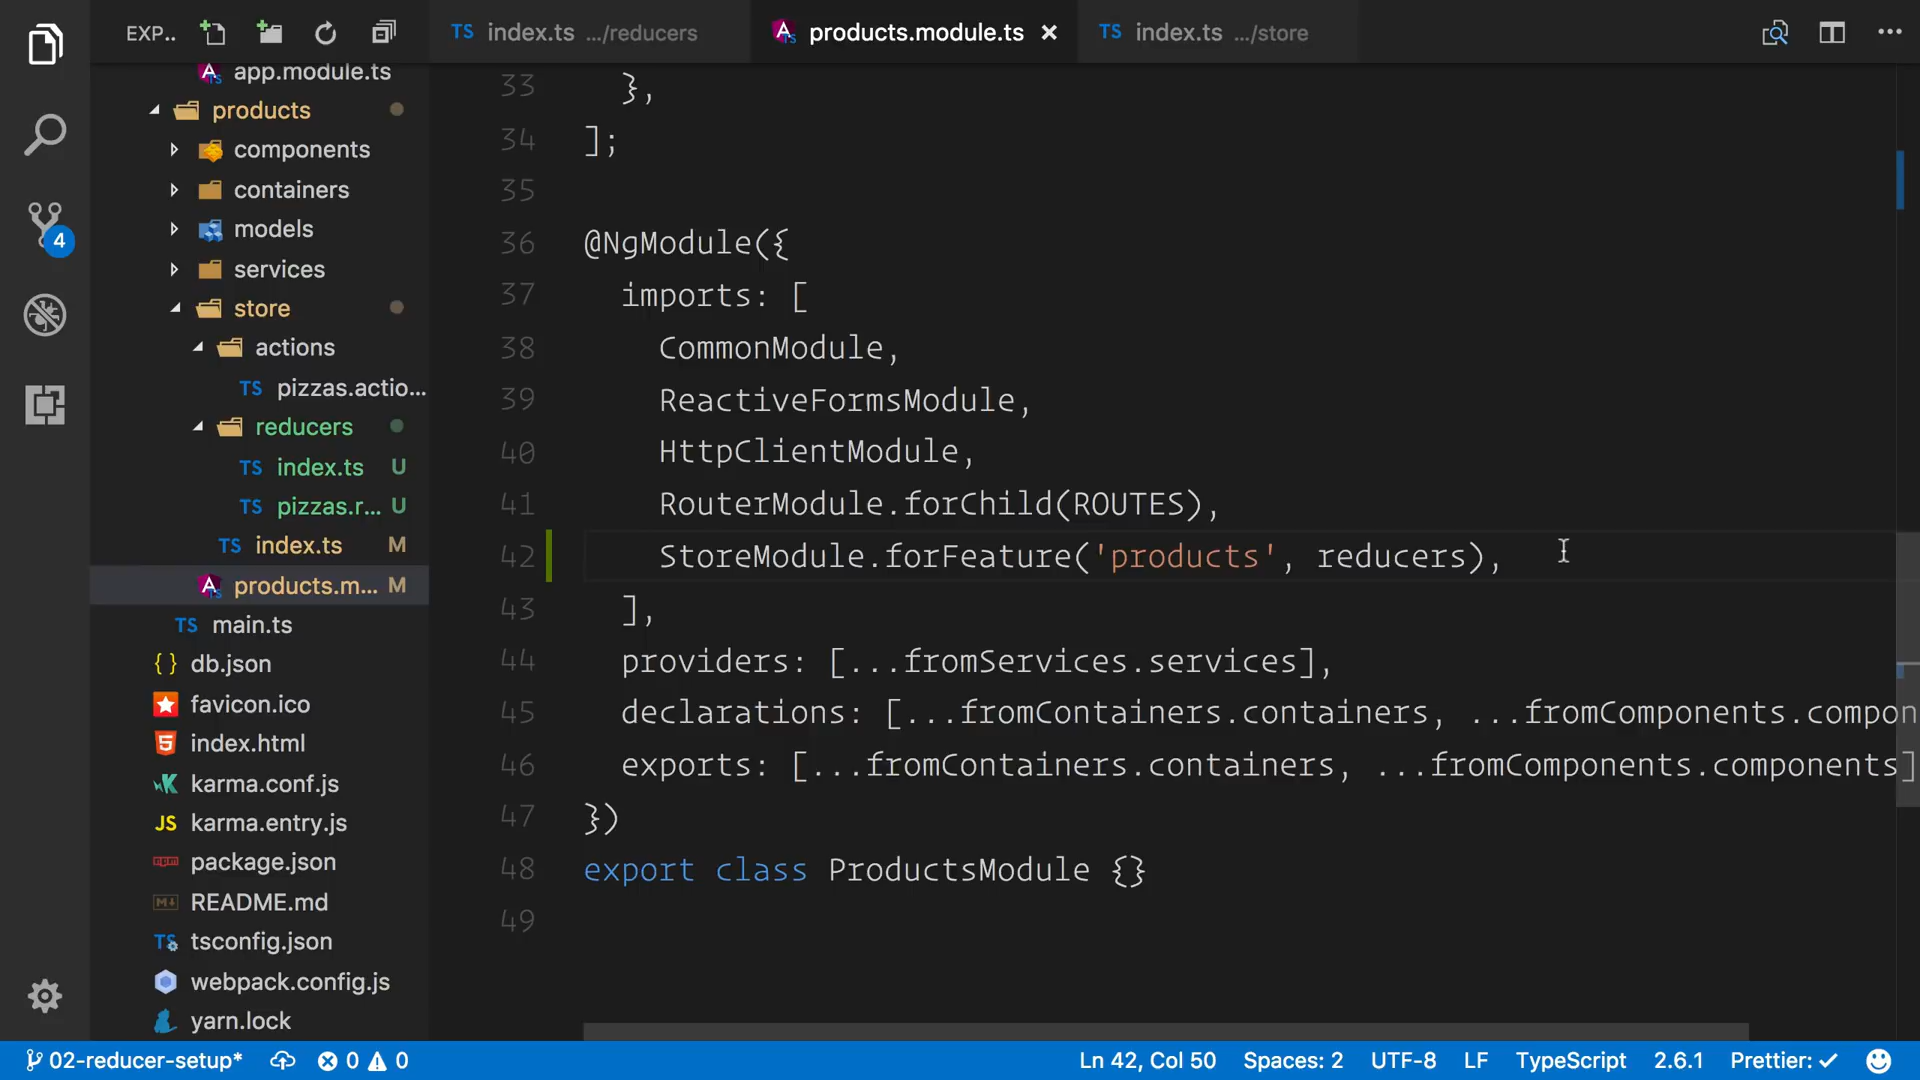 EXP..
TS index.ts .../reducers
products.module.ts
TS index.ts .../store
app.module.ts
products
components
containers
models
services
store
actions
TS pizzas.actio...
reducers
TS index.ts U
TS pizzas.r... U
TS index.ts M
products.m... M
TS main.ts
{ } db.json
favicon.ico
index.html
karma.conf.js
JS karma.entry.js
package.json
README.md
TS tsconfig.json
webpack.config.js
yarn.lock
4
33 },
34 ];
35
36 @NgModule({
37 imports: [
38 CommonModule,
39 ReactiveFormsModule,
40 HttpClientModule,
41 RouterModule.forChild(ROUTES),
42 StoreModule.forFeature('products', reducers),
43 ],
44 providers: [...fromServices.services],
45 declarations: [...fromContainers.containers, ...fromComponents.compon
46 exports: [...fromContainers.containers, ...fromComponents.components]
47 })
48 export class ProductsModule {}
49
02-reducer-setup* 0 0 Ln 42, Col 50 Spaces: 2 UTF-8 LF TypeScript 2.6.1 Prettier: ✓